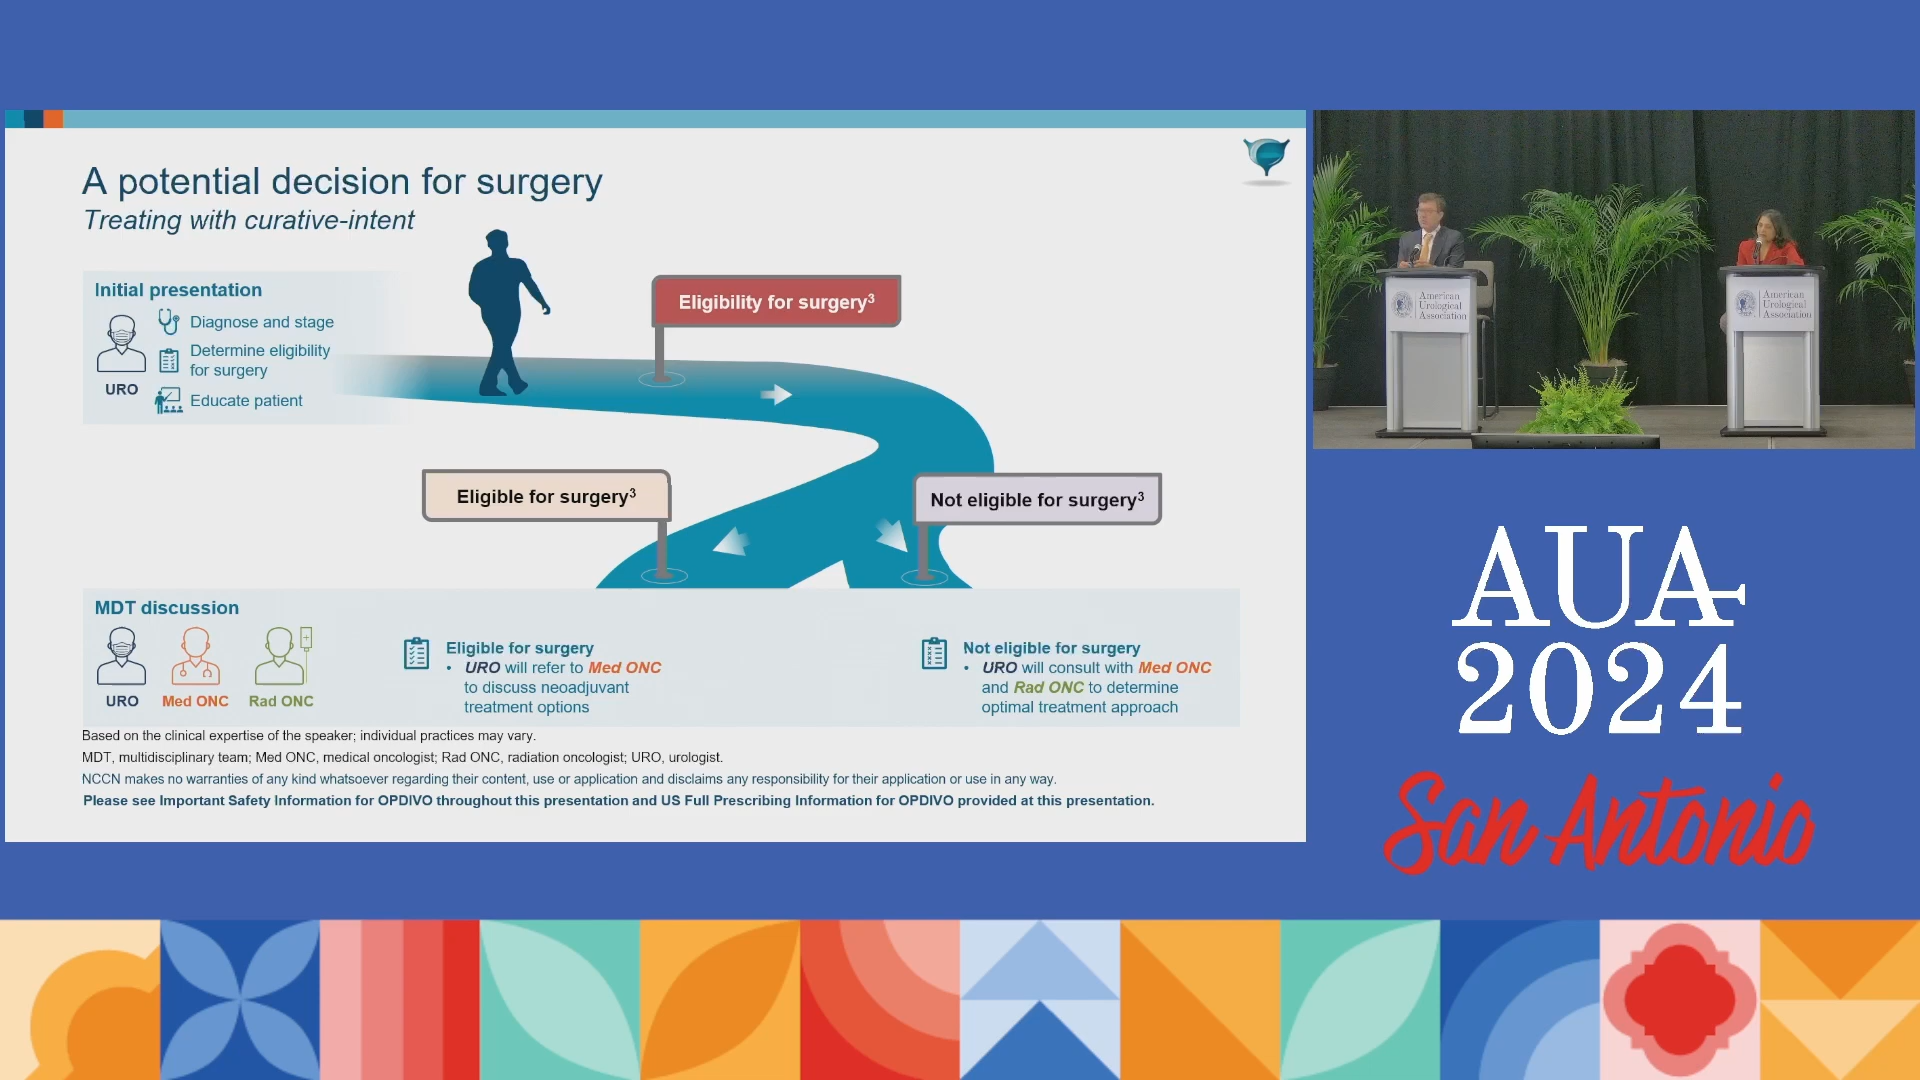 A potential decision for surgery
Treating with curative-intent
Initial presentation
URO
Diagnose and stage
Determine eligibility
for surgery
Educate patient
Eligibility for surgery3
Eligible for surgery3
Not eligible for surgery3
MDT discussion
URO
Med ONC
Rad ONC
Eligible for surgery
• URO will refer to Med ONC
to discuss neoadjuvant
treatment options
Not eligible for surgery
• URO will consult with Med ONC
and Rad ONC to determine
optimal treatment approach
Based on the clinical expertise of the speaker; individual practices may vary.
MDT, multidisciplinary team; Med ONC, medical oncologist; Rad ONC, radiation oncologist; URO, urologist.
NCCN makes no warranties of any kind whatsoever regarding their content, use or application and disclaims any responsibility for their application or use in any way.
Please see Important Safety Information for OPDIVO throughout this presentation and US Full Prescribing Information for OPDIVO provided at this presentation.
American
Urological
Association
American
Urological
Association
AUA
2024
San Antonio